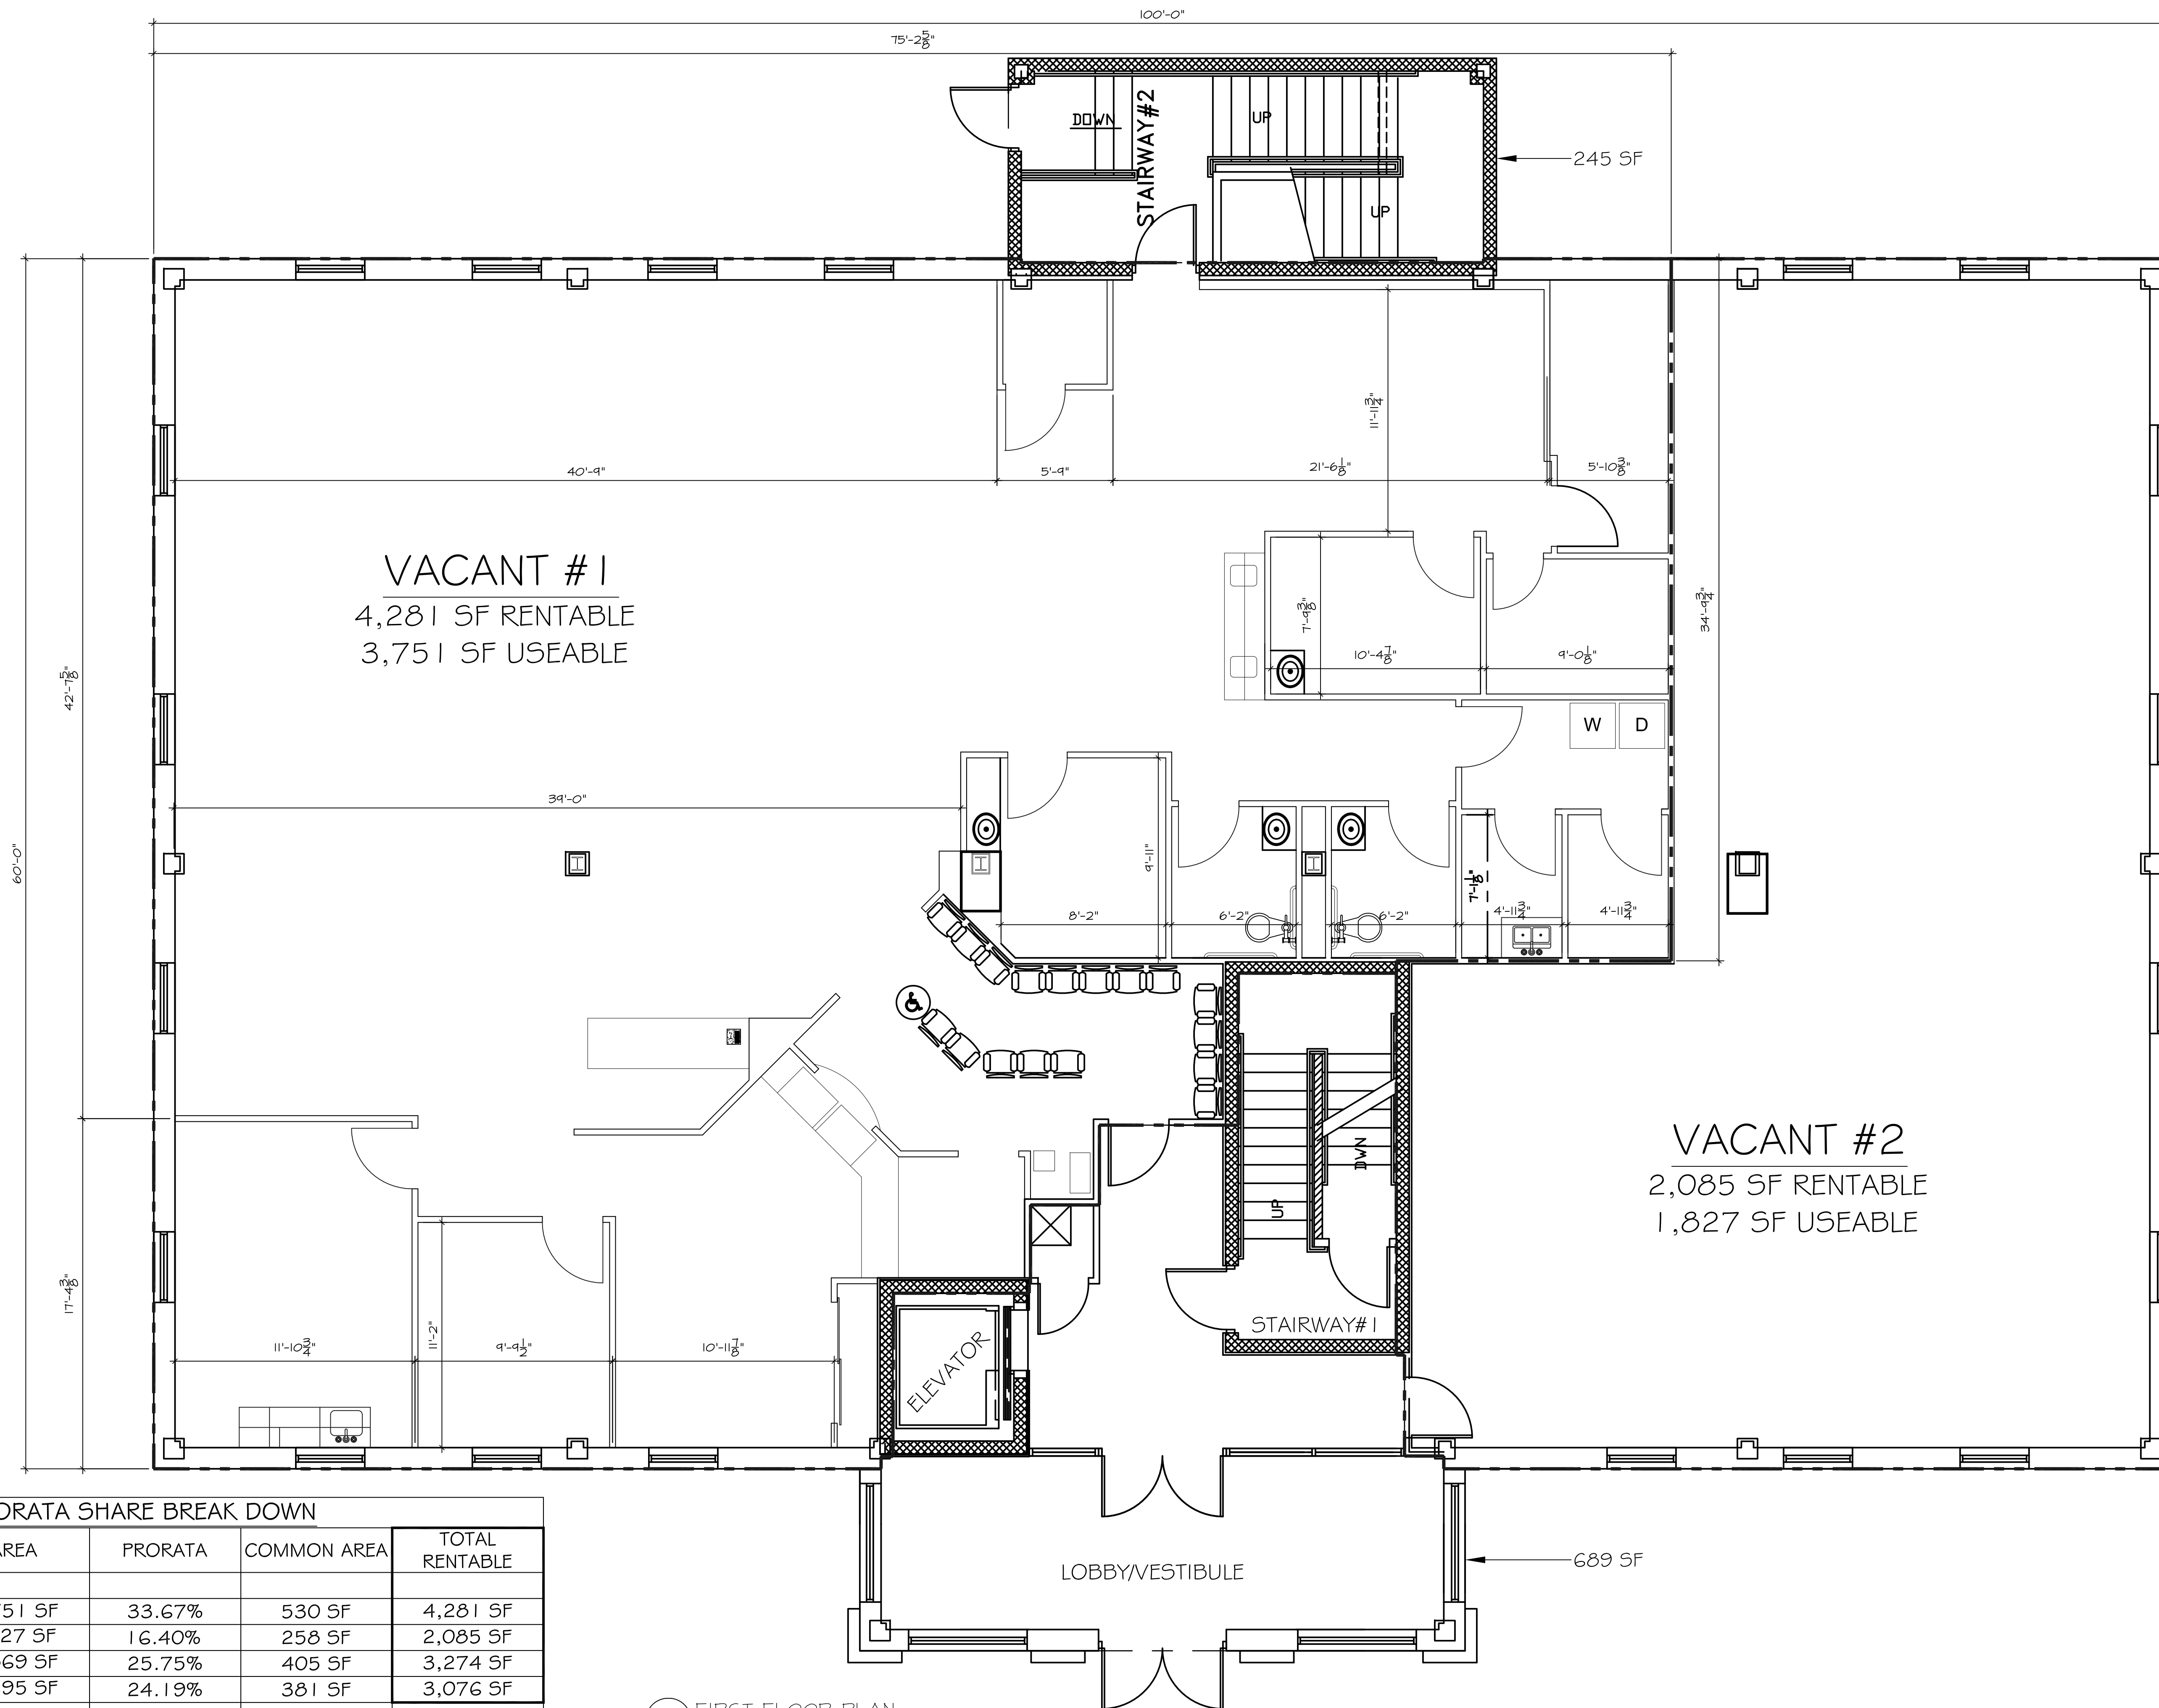 100'-0"
75'-2 5/8"
DOWN
STAIRWAY#2
UP
UP
245 SF
11'-11 3/4"
40'-9"
5'-9"
21'-6 1/8"
5'-10 3/8"
VACANT #1
4,281 SF RENTABLE
3,751 SF USEABLE
42'-7 5/8"
60'-0"
7'-9 3/8"
10'-4 7/8"
9'-0 1/8"
34'-9 3/4"
W
D
39'-0"
9'-11"
8'-2"
6'-2"
6'-2"
7'-1 1/8"
4'-11 3/4"
4'-11 3/4"
VACANT #2
2,085 SF RENTABLE
1,827 SF USEABLE
DWN
UP
STAIRWAY#1
17'-4 3/8"
11'-10 3/4"
11'-2"
9'-9 1/2"
10'-11 7/8"
ELEVATOR
LOBBY/VESTIBULE
689 SF
ORATA SHARE BREAK DOWN
AREA PRORATA COMMON AREA TOTAL RENTABLE
51 SF 33.67% 530 SF 4,281 SF
27 SF 16.40% 258 SF 2,085 SF
69 SF 25.75% 405 SF 3,274 SF
95 SF 24.19% 381 SF 3,076 SF
FIRST FLOOR PLAN